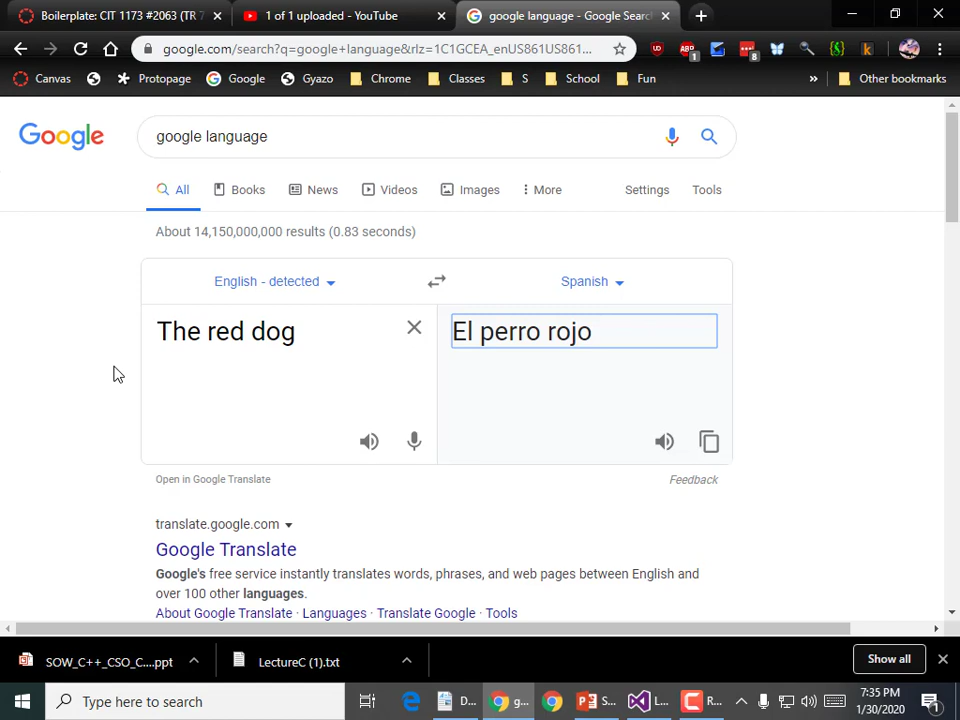 Boilerplate: CIT 1173 #2063 (TR 7
1 of 1 uploaded - YouTube
google language - Google Search
google.com/search?q=google+language&rlz=1C1GCEA_enUS861US861...
1
8
Canvas
Protopage
Google
Gyazo
Chrome
Classes
S
School
Fun
»
Other bookmarks
Google
google language
All
Books
News
Videos
Images
More
Settings
Tools
About 14,150,000,000 results (0.83 seconds)
English - detected
Spanish
The red dog
El perro rojo
Open in Google Translate
Feedback
translate.google.com
Google Translate
Google's free service instantly translates words, phrases, and web pages between English and
over 100 other languages.
About Google Translate · Languages · Translate Google · Tools
SOW_C++_CSO_C....ppt
LectureC (1).txt
Show all
Type here to search
D...
g...
S...
L...
R...
7:35 PM
1/30/2020
1